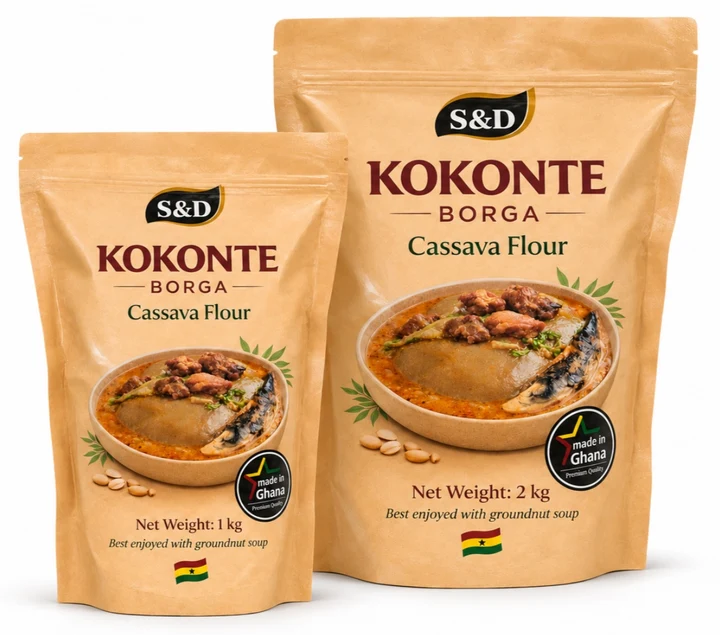 S&D
KOKONTE
BORGA
Cassava Flour
made in
Ghana
Premium Quality
Net Weight: 1 kg
Best enjoyed with groundnut soup
S&D
KOKONTE
BORGA
Cassava Flour
made in
Ghana
Premium Quality
Net Weight: 2 kg
Best enjoyed with groundnut soup